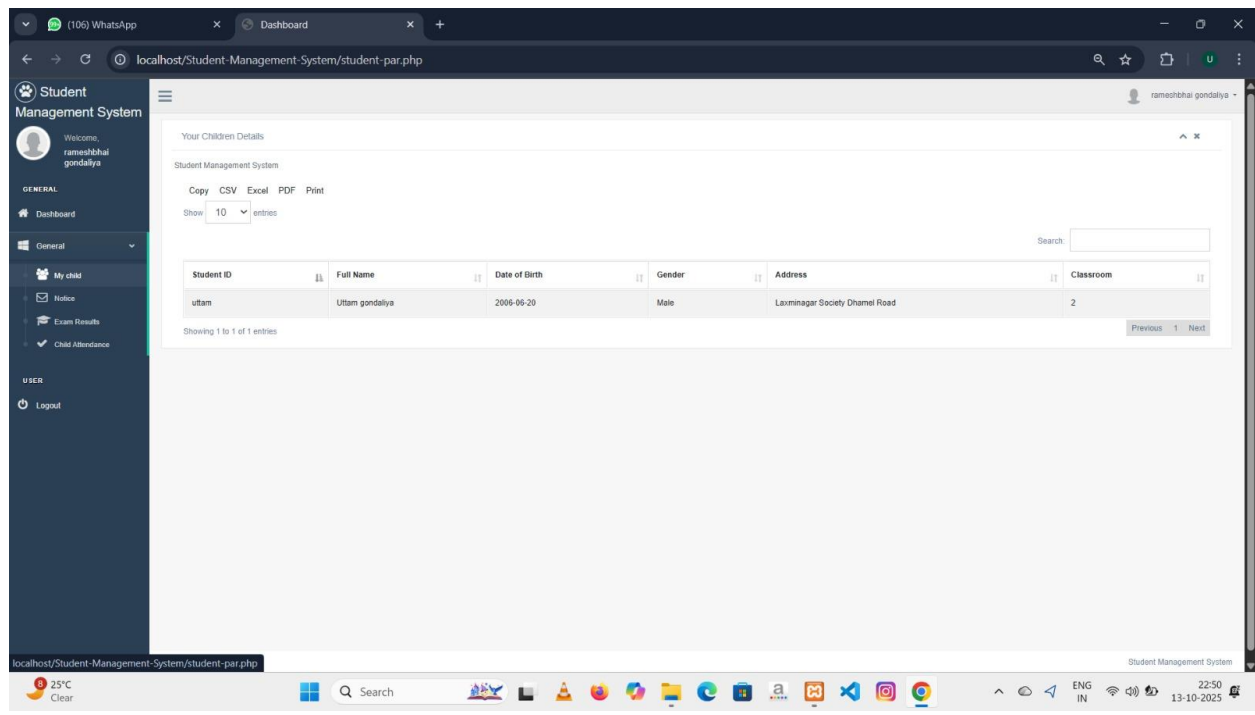 (106) WhatsApp
Dashboard
localhost/Student-Management-System/student-par.php
U
Student
Management System
Welcome,
rameshbhai
gondaliya
GENERAL
Dashboard
General
My child
Notice
Exam Results
Child Attendance
USER
Logout
rameshbhai gondaliya
Your Children Details
Student Management System
Copy CSV Excel PDF Print
Show 10 entries
Search:
Student ID Full Name Date of Birth Gender Address Classroom
uttam Uttam gondaliya 2006-06-20 Male Laxminagar Society Dhamel Road 2
Showing 1 to 1 of 1 entries
Previous 1 Next
Student Management System
localhost/Student-Management-System/student-par.php
8
25°C
Clear
Search
a
ENG
IN
22:50
13-10-2025